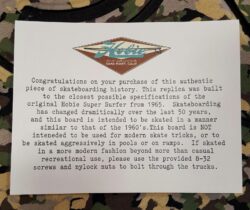 Hobie
Congratulations on your purchase of this authentic
piece of skateboarding history. This replica was built
to the closest possible specifications of the
original Hobie Super Surfer from 1965. Skateboarding
has changed dramitically over the last 50 years,
and this board is intended to be skated in a manner
similar to that of the 1960's.This board is NOT
intended to be used for modern skate tricks, or to
be skated aggressively in pools or on ramps. If skated
in a more modern fashion beyond more than casual
recreational use, please use the provided 8-32
screws and nylock nuts to bolt through the trucks.